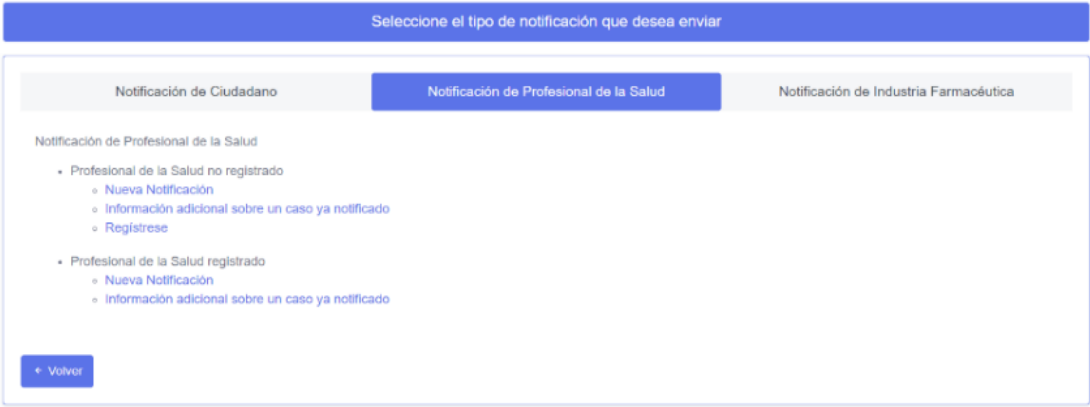 Seleccione el tipo de notificación que desea enviar
Notificación de Ciudadano
Notificación de Profesional de la Salud
Notificación de Industria Farmacéutica
Notificación de Profesional de la Salud
• Profesional de la Salud no registrado
◦ Nueva Notificación
◦ Información adicional sobre un caso ya notificado
◦ Regístrese
• Profesional de la Salud registrado
◦ Nueva Notificación
◦ Información adicional sobre un caso ya notificado
← Volver